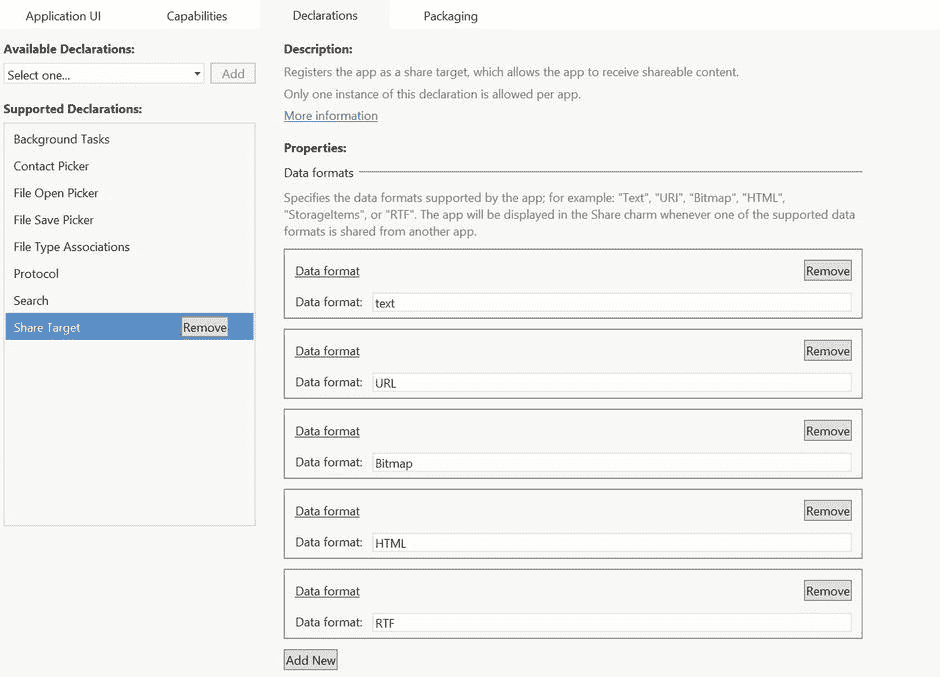 Application UI Capabilities Declarations Packaging
Available Declarations:
Select one... Add
Supported Declarations:
Background Tasks
Contact Picker
File Open Picker
File Save Picker
File Type Associations
Protocol
Search
Share Target Remove
Description:
Registers the app as a share target, which allows the app to receive shareable content.
Only one instance of this declaration is allowed per app.
More information
Properties:
Data formats
Specifies the data formats supported by the app; for example: "Text", "URI", "Bitmap", "HTML",
"StorageItems", or "RTF". The app will be displayed in the Share charm whenever one of the supported data
formats is shared from another app.
Data format Remove
Data format: text
Data format Remove
Data format: URL
Data format Remove
Data format: Bitmap
Data format Remove
Data format: HTML
Data format Remove
Data format: RTF
Add New